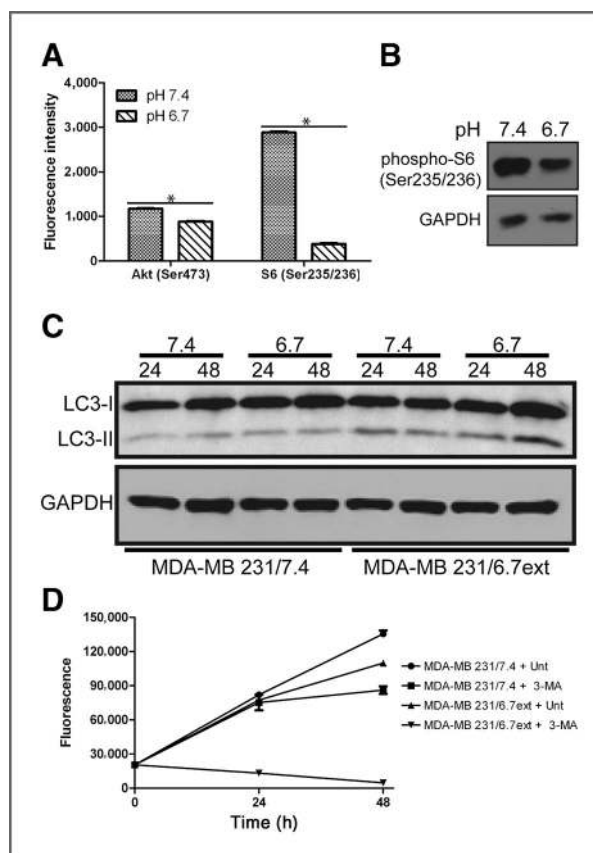 A
pH 7.4
pH 6.7
Fluorescence intensity
4,000
3,000
2,000
1,000
0
*
*
Akt (Ser473)
S6 (Ser235/236)
B
pH 7.4 6.7
phospho-S6
(Ser235/236)
GAPDH
C
7.4 6.7 7.4 6.7
24 48 24 48 24 48 24 48
LC3-I
LC3-II
GAPDH
MDA-MB 231/7.4
MDA-MB 231/6.7ext
D
Fluorescence
150.000
120.000
90.000
60.000
30.000
0
0 24 48
Time (h)
MDA-MB 231/7.4 + Unt
MDA-MB 231/7.4 + 3-MA
MDA-MB 231/6.7ext + Unt
MDA-MB 231/6.7ext + 3-MA